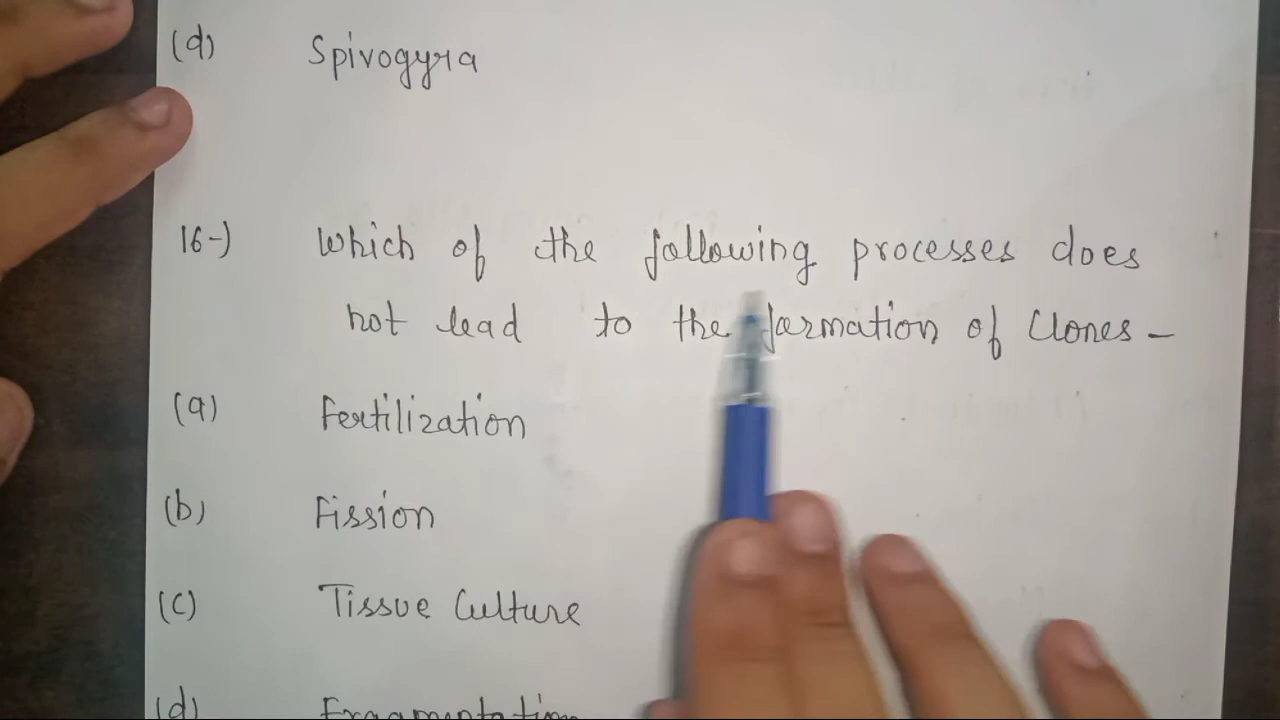 (d) Spirogyra
16-) Which of the following processes does
not lead to the formation of Clones -
(a) Fertilization
(b) Fission
(c) Tissue Culture
(d) Fragmentation